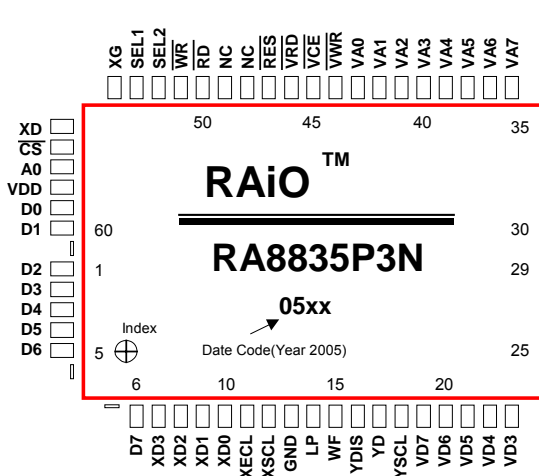 XG SEL1 SEL2 WR RD NC NC RES VRD VCE VWR VA0 VA1 VA2 VA3 VA4 VA5 VA6 VA7
50 45 40 35
XD
CS
A0
VDD
D0
D1
60
30
D2
1
29
D3
D4
D5
D6
5
25
RAiO ™
RA8835P3N
05xx
Index
Date Code(Year 2005)
6 10 15 20
D7 XD3 XD2 XD1 XD0 XECL XSCL GND LP WF YDIS YD YSCL VD7 VD6 VD5 VD4 VD3